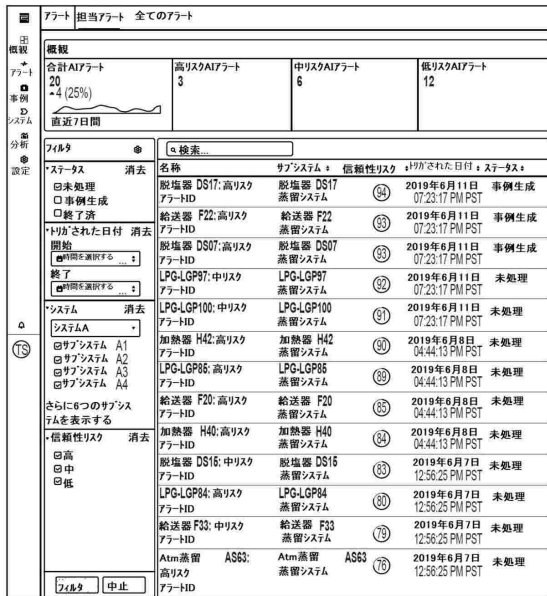 アラート 担当アラート 全てのアラート
概観
アラート
事例
システム
分析
設定
TS
概観
合計AIアラート
20
4 (25%)
直近7日間
高リスクAIアラート
3
中リスクAIアラート
6
低リスクAIアラート
12
フィルタ
ステータス 消去
未処理
事例生成
終了済
トリガされた日付 消去
開始
時間を選択する ...
終了
時間を選択する ...
システム 消去
システムA
サブシステム A1
サブシステム A2
サブシステム A3
サブシステム A4
さらに6つのサブシス
テムを表示する
信頼性リスク 消去
高
中
低
フィルタ 中止
検索...
名称 サブシステム 信頼性リスク トリガされた日付 ステータス
脱塩器 DS17:高リスク 脱塩器 DS17 94 2019年6月11日 事例生成
アラートID 蒸留システム 07:23:17 PM PST
給送器 F22:高リスク 給送器 F22 93 2019年6月11日 事例生成
アラートID 蒸留システム 07:23:17 PM PST
脱塩器 DS07:高リスク 脱塩器 DS07 93 2019年6月11日 事例生成
アラートID 蒸留システム 07:23:17 PM PST
LPG-LGP97:中リスク LPG-LGP97 92 2019年6月11日 未処理
アラートID 蒸留システム 07:23:17 PM PST
LPG-LGP100:中リスク LPG-LGP100 91 2019年6月11日 未処理
アラートID 蒸留システム 07:23:17 PM PST
加熱器 H42:高リスク 加熱器 H42 90 2019年6月8日 未処理
アラートID 蒸留システム 04:44:13 PM PST
LPG-LGP85:高リスク LPG-LGP85 89 2019年6月8日 未処理
アラートID 蒸留システム 04:44:13 PM PST
給送器 F20:高リスク 給送器 F20 85 2019年6月8日 未処理
アラートID 蒸留システム 04:44:13 PM PST
加熱器 H40:高リスク 加熱器 H40 84 2019年6月8日 未処理
アラートID 蒸留システム 04:44:13 PM PST
脱塩器 DS15:中リスク 脱塩器 DS15 83 2019年6月7日 未処理
アラートID 蒸留システム 12:56:25 PM PST
LPG-LGP84:高リスク LPG-LGP84 80 2019年6月7日 未処理
アラートID 蒸留システム 12:56:25 PM PST
給送器 F33:中リスク 給送器 F33 79 2019年6月7日 未処理
アラートID 蒸留システム 12:56:25 PM PST
Atm蒸留 AS63: Atm蒸留 AS63 76 2019年6月7日 未処理
高リスク 蒸留システム 12:56:25 PM PST
アラートID